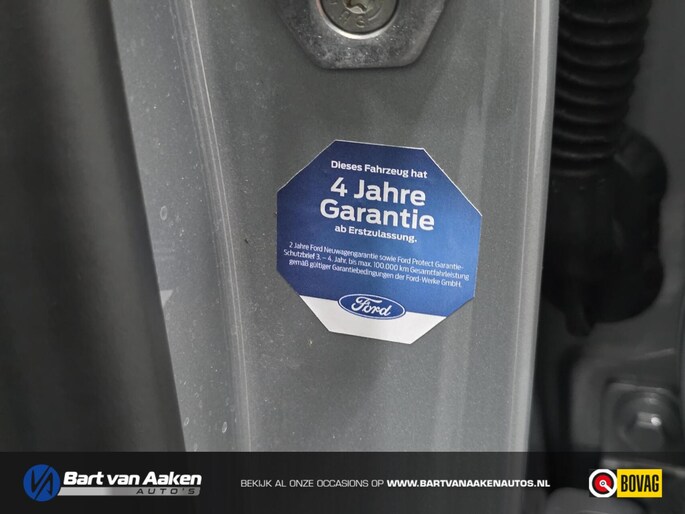 Dieses Fahrzeug hat
4 Jahre
Garantie
ab Erstzulassung.
2 Jahre Ford Neuwagengarantie sowie Ford Protect Garantie-
Schutzbrief 3. – 4. Jahr, bis max. 100.000 km Gesamtfahrleistung
gemäß gültiger Garantiebedingungen der Ford-Werke GmbH.
Ford
Bart van Aaken
AUTO'S
BEKIJK AL ONZE OCCASIONS OP WWW.BARTVANAAKENAUTOS.NL
BOVAG